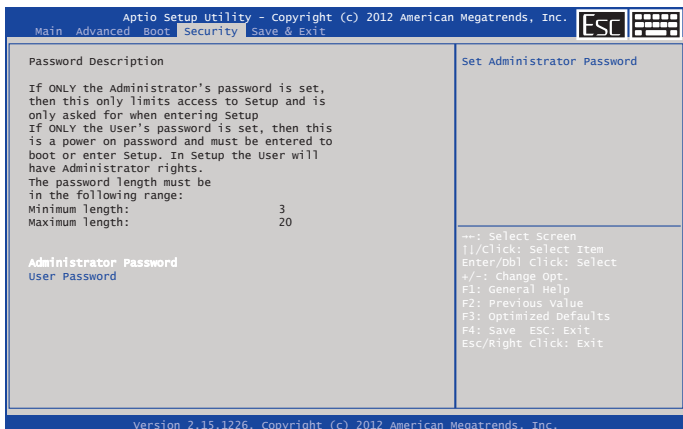 Aptio Setup Utility - Copyright (c) 2012 American Megatrends, Inc.
Main Advanced Boot Security Save & Exit
Esc
Password Description
If ONLY the Administrator's password is set,
then this only limits access to Setup and is
only asked for when entering Setup
If ONLY the User's password is set, then this
is a power on password and must be entered to
boot or enter Setup. In Setup the User will
have Administrator rights.
The password length must be
in the following range:
Minimum length: 3
Maximum length: 20
Administrator Password
User Password
Set Administrator Password
→←: Select Screen
↑↓/Click: Select Item
Enter/Dbl Click: Select
+/-: Change Opt.
F1: General Help
F2: Previous Value
F3: Optimized Defaults
F4: Save ESC: Exit
Esc/Right Click: Exit
Version 2.15.1226. Copyright (c) 2012 American Megatrends, Inc.